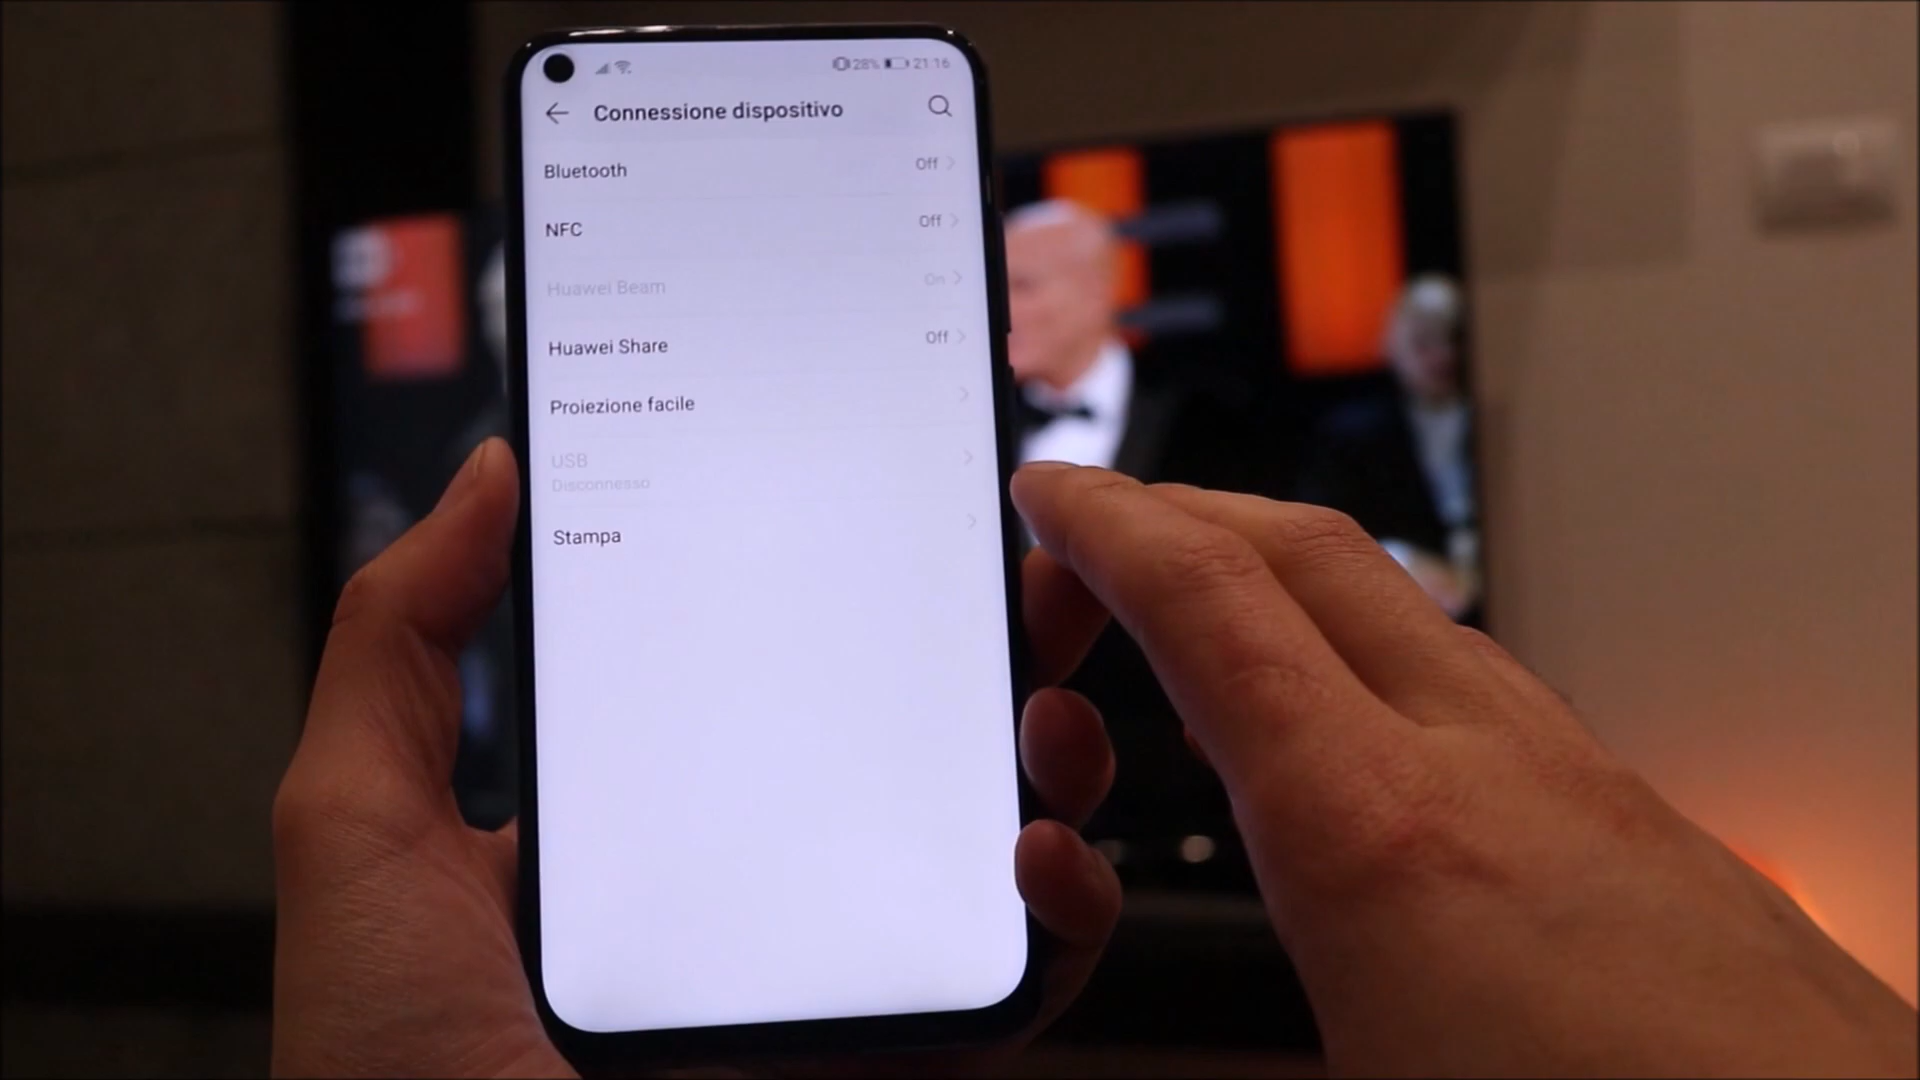 28% 21:16
Connessione dispositivo
Bluetooth Off
NFC Off
Huawei Beam On
Huawei Share Off
Proiezione facile
USB
Disconnesso
Stampa